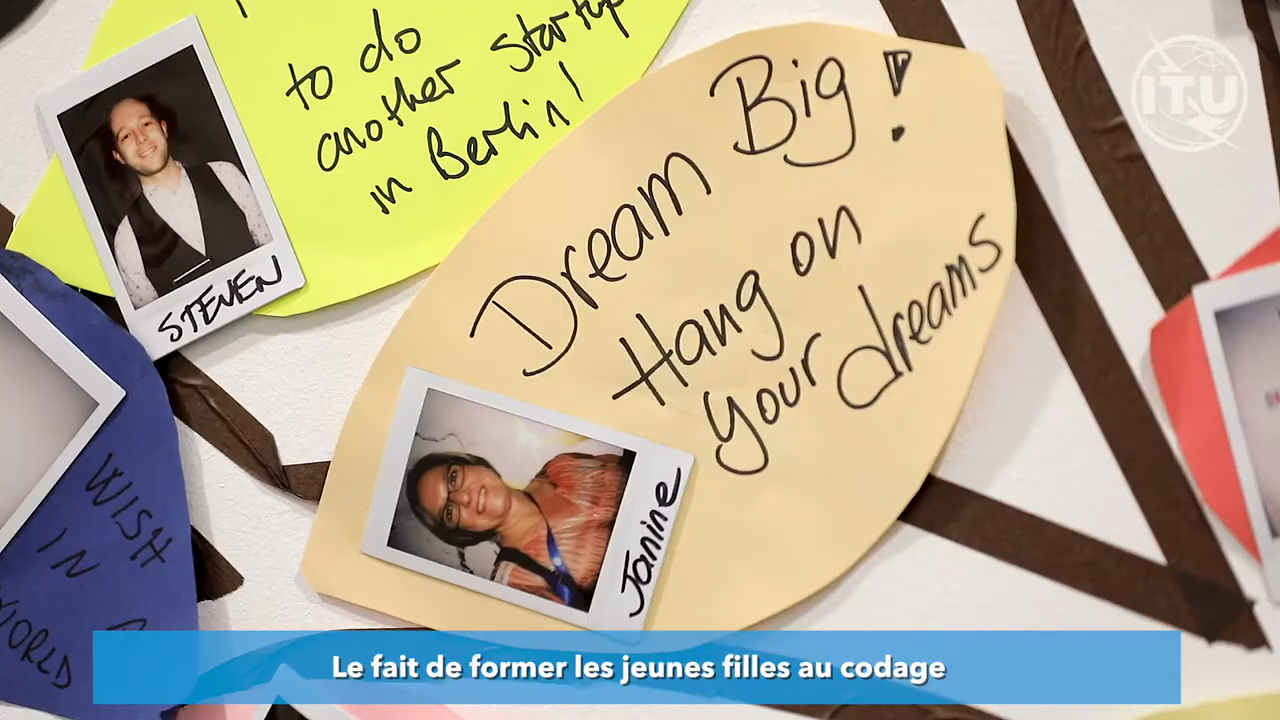 to do
another startup
in Berlin!
STEVEN
Dream Big!
Hang on
your dreams
Janine
WISH
IN
WORLD
ITU
Le fait de former les jeunes filles au codage